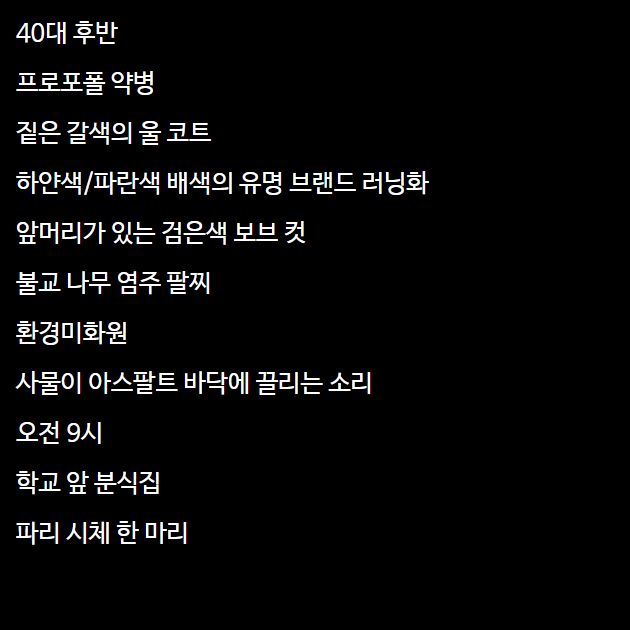 40대 후반
프로포폴 약병
짙은 갈색의 울 코트
하얀색/파란색 배색의 유명 브랜드 러닝화
앞머리가 있는 검은색 보브 컷
불교 나무 염주 팔찌
환경미화원
사물이 아스팔트 바닥에 끌리는 소리
오전 9시
학교 앞 분식집
파리 시체 한 마리